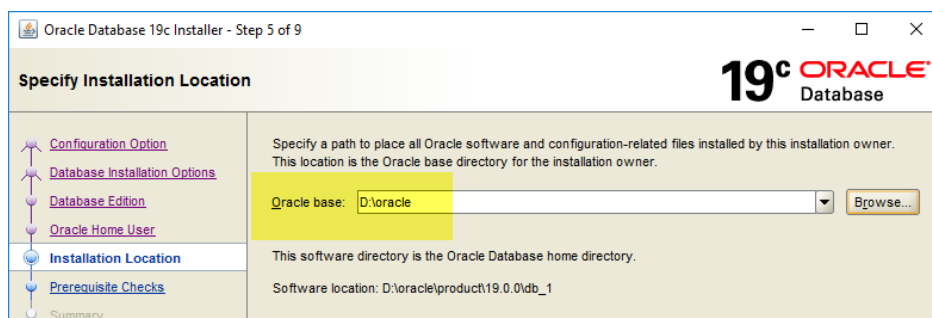 Oracle Database 19c Installer - Step 5 of 9
Specify Installation Location
19c ORACLE
Database
Configuration Option
Database Installation Options
Database Edition
Oracle Home User
Installation Location
Prerequisite Checks
Summary
Specify a path to place all Oracle software and configuration-related files installed by this installation owner.
This location is the Oracle base directory for the installation owner.
Oracle base: D:\oracle Browse...
This software directory is the Oracle Database home directory.
Software location: D:\oracle\product\19.0.0\db_1